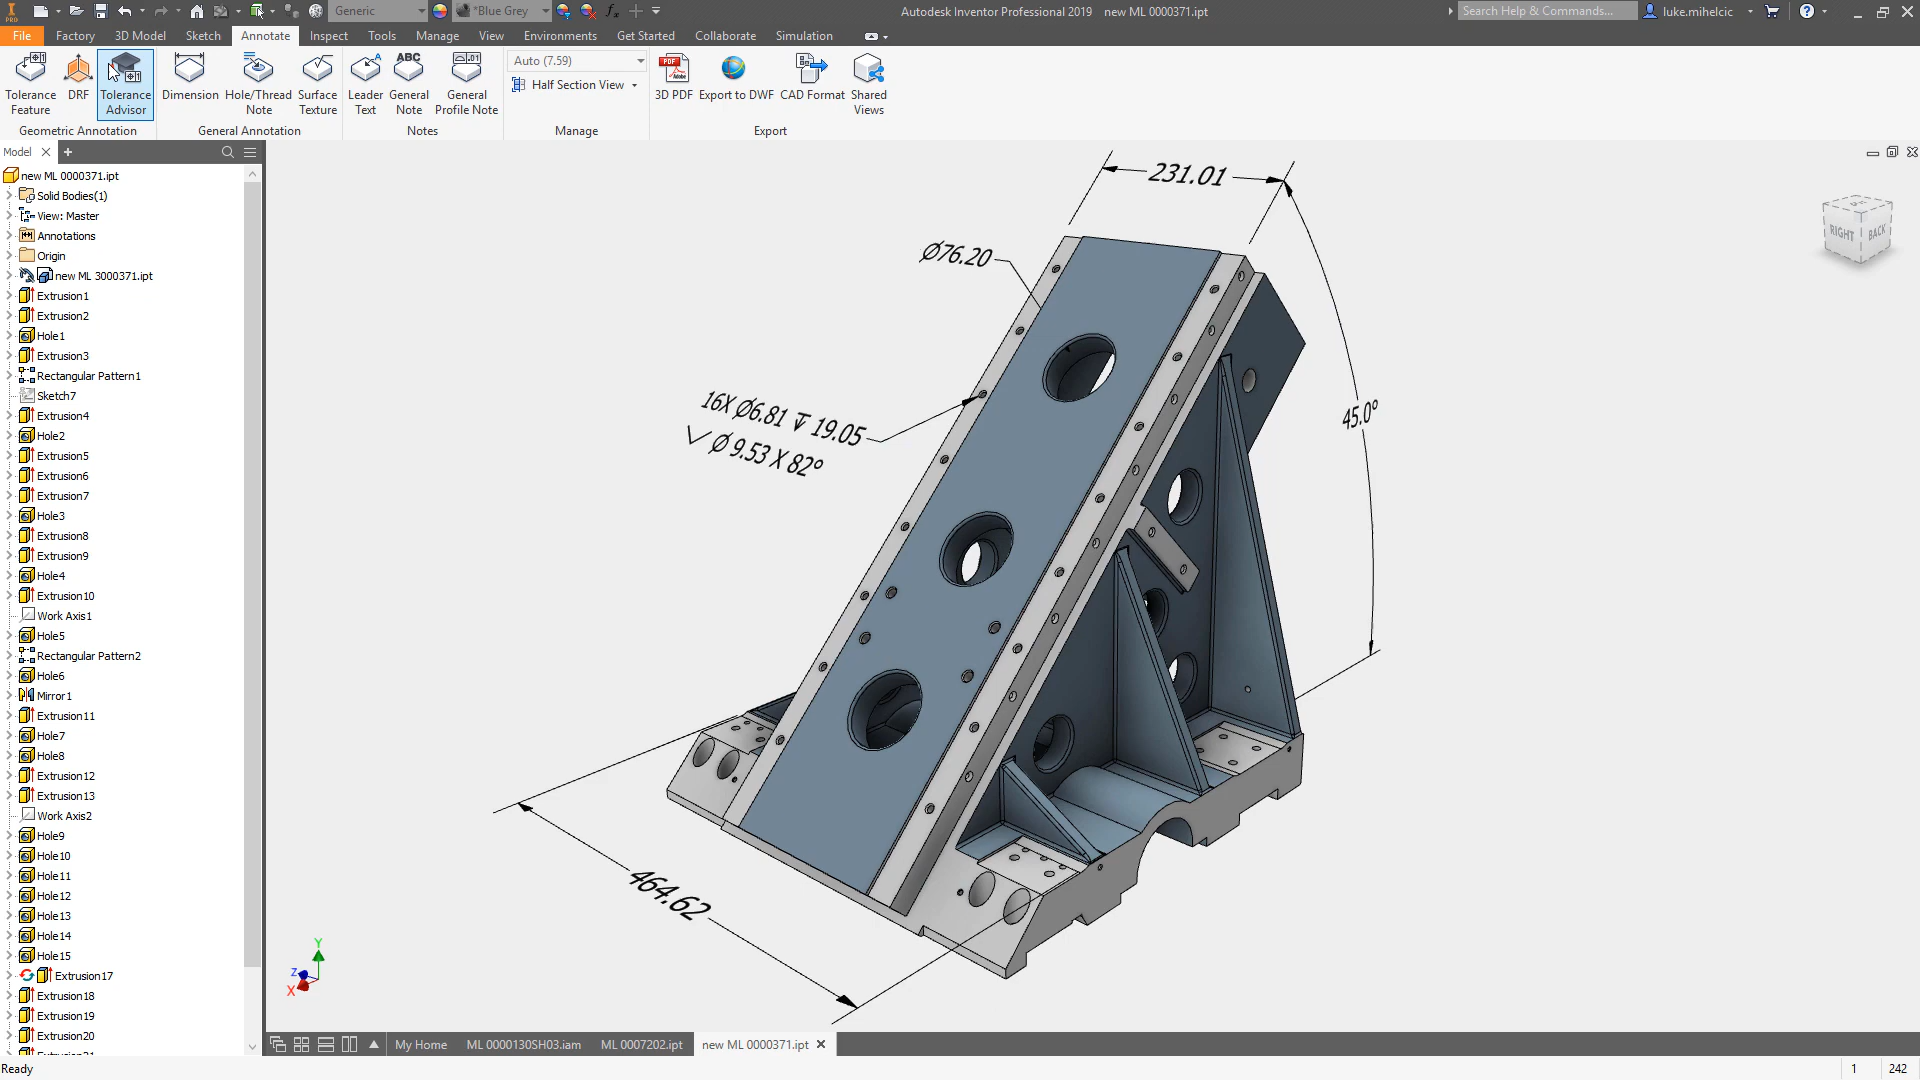 PRO
Generic
*Blue Grey
Autodesk Inventor Professional 2019 new ML 0000371.ipt
Search Help & Commands...
luke.mihelcic
File Factory 3D Model Sketch Annotate Inspect Tools Manage View Environments Get Started Collaborate Simulation
Tolerance Feature
DRF
Tolerance Advisor
Dimension
Hole/Thread Note
Surface Texture
Leader Text
ABC
General Note
General Profile Note
Auto (7.59)
Half Section View
PDF
Adobe
3D PDF
Export to DWF
CAD Format
Shared Views
Geometric Annotation
General Annotation
Notes
Manage
Export
Model
new ML 0000371.ipt
Solid Bodies(1)
View: Master
Annotations
Origin
new ML 3000371.ipt
Extrusion1
Extrusion2
Hole1
Extrusion3
Rectangular Pattern1
Sketch7
Extrusion4
Hole2
Extrusion5
Extrusion6
Extrusion7
Hole3
Extrusion8
Extrusion9
Hole4
Extrusion10
Work Axis1
Hole5
Rectangular Pattern2
Hole6
Mirror1
Extrusion11
Hole7
Hole8
Extrusion12
Extrusion13
Work Axis2
Hole9
Hole10
Hole11
Hole12
Hole13
Hole14
Hole15
Extrusion17
Extrusion18
Extrusion19
Extrusion20
231.01
Ø76.20
16X Ø6.81 ↧ 19.05
⌵ Ø 9.53 X 82°
45.0°
464.62
RIGHT
BACK
Y
Z
X
My Home
ML 0000130SH03.iam
ML 0007202.ipt
new ML 0000371.ipt
Ready
1
242